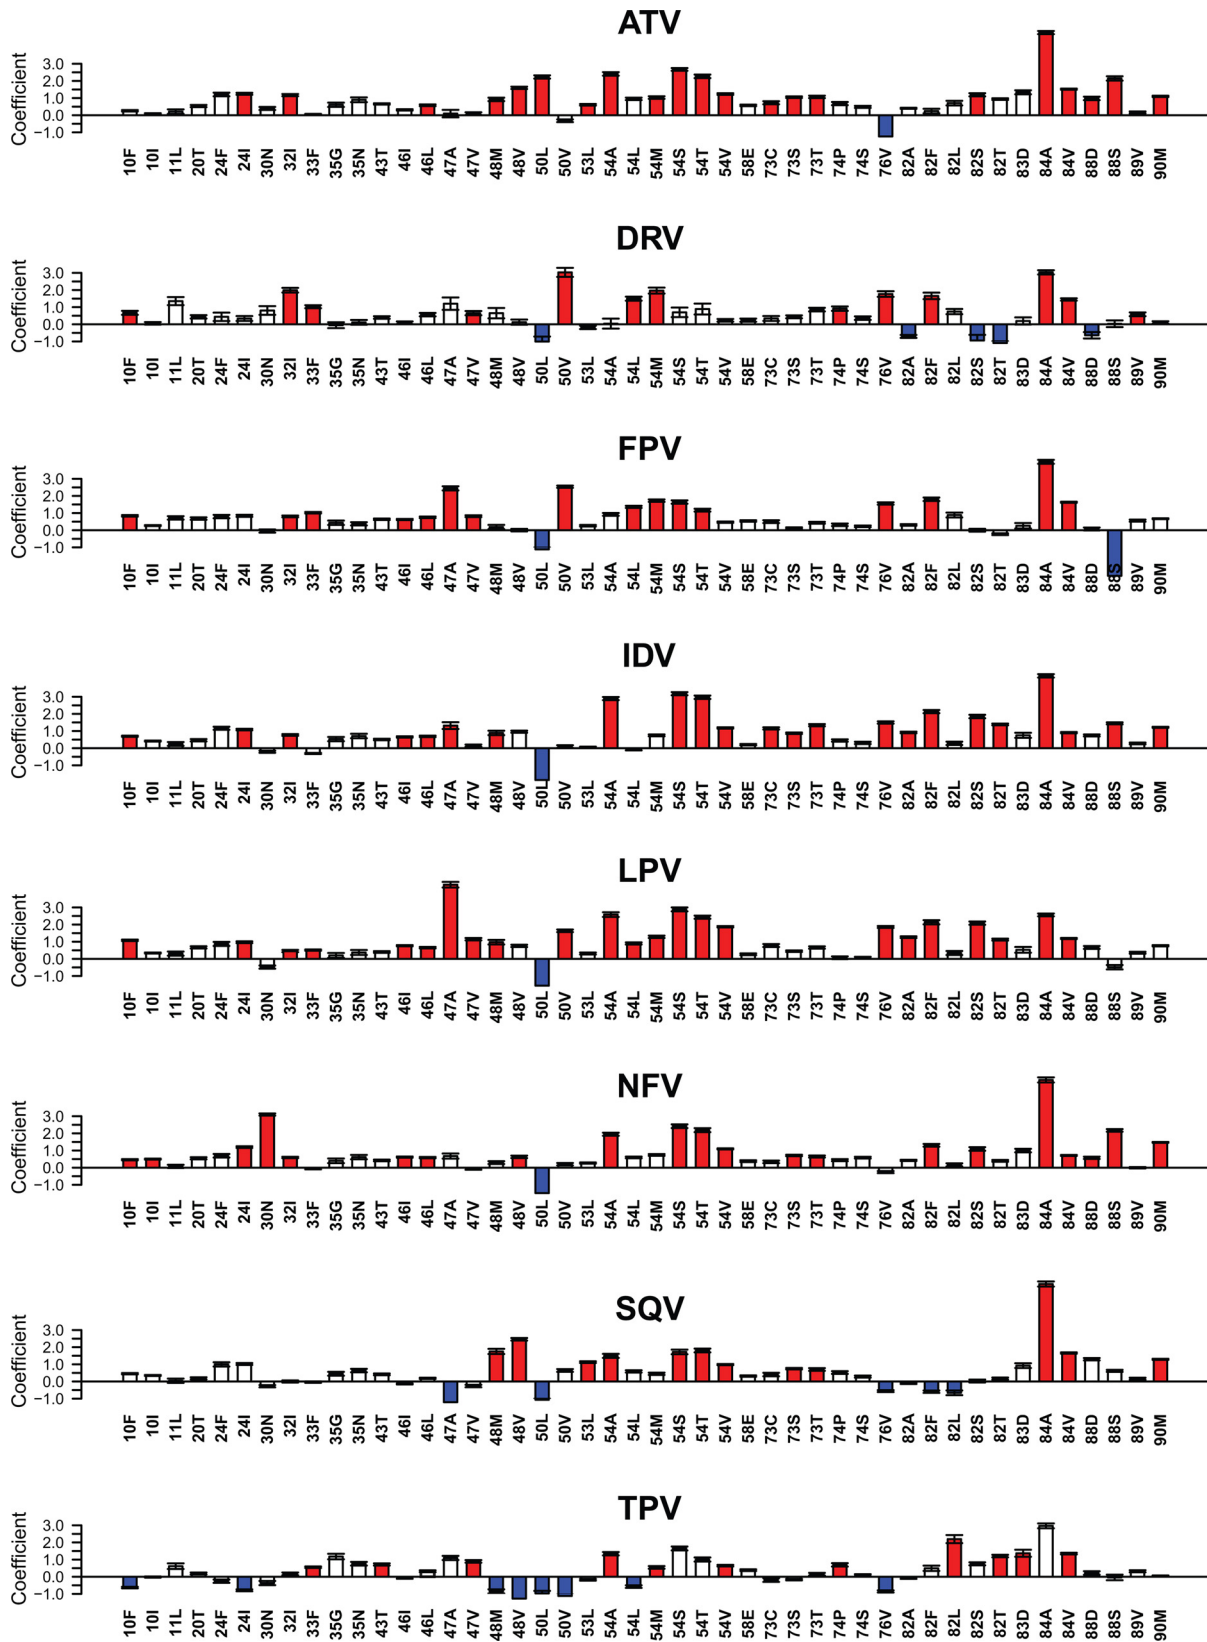 ATV
Coefficient
3.0
2.0
1.0
0.0
−1.0
10F 10I 11L 20T 24F 24I 30N 32I 33F 35G 35N 43T 46I 46L 47A 47V 48M 48V 50L 50V 53L 54A 54L 54M 54S 54T 54V 58E 73C 73S 73T 74P 74S 76V 82A 82F 82L 82S 82T 83D 84A 84V 88D 88S 89V 90M
DRV
Coefficient
3.0
2.0
1.0
0.0
−1.0
10F 10I 11L 20T 24F 24I 30N 32I 33F 35G 35N 43T 46I 46L 47A 47V 48M 48V 50L 50V 53L 54A 54L 54M 54S 54T 54V 58E 73C 73S 73T 74P 74S 76V 82A 82F 82L 82S 82T 83D 84A 84V 88D 88S 89V 90M
FPV
Coefficient
3.0
2.0
1.0
0.0
−1.0
10F 10I 11L 20T 24F 24I 30N 32I 33F 35G 35N 43T 46I 46L 47A 47V 48M 48V 50L 50V 53L 54A 54L 54M 54S 54T 54V 58E 73C 73S 73T 74P 74S 76V 82A 82F 82L 82S 82T 83D 84A 84V 88D 88S 89V 90M
IDV
Coefficient
3.0
2.0
1.0
0.0
−1.0
10F 10I 11L 20T 24F 24I 30N 32I 33F 35G 35N 43T 46I 46L 47A 47V 48M 48V 50L 50V 53L 54A 54L 54M 54S 54T 54V 58E 73C 73S 73T 74P 74S 76V 82A 82F 82L 82S 82T 83D 84A 84V 88D 88S 89V 90M
LPV
Coefficient
3.0
2.0
1.0
0.0
−1.0
10F 10I 11L 20T 24F 24I 30N 32I 33F 35G 35N 43T 46I 46L 47A 47V 48M 48V 50L 50V 53L 54A 54L 54M 54S 54T 54V 58E 73C 73S 73T 74P 74S 76V 82A 82F 82L 82S 82T 83D 84A 84V 88D 88S 89V 90M
NFV
Coefficient
3.0
2.0
1.0
0.0
−1.0
10F 10I 11L 20T 24F 24I 30N 32I 33F 35G 35N 43T 46I 46L 47A 47V 48M 48V 50L 50V 53L 54A 54L 54M 54S 54T 54V 58E 73C 73S 73T 74P 74S 76V 82A 82F 82L 82S 82T 83D 84A 84V 88D 88S 89V 90M
SQV
Coefficient
3.0
2.0
1.0
0.0
−1.0
10F 10I 11L 20T 24F 24I 30N 32I 33F 35G 35N 43T 46I 46L 47A 47V 48M 48V 50L 50V 53L 54A 54L 54M 54S 54T 54V 58E 73C 73S 73T 74P 74S 76V 82A 82F 82L 82S 82T 83D 84A 84V 88D 88S 89V 90M
TPV
Coefficient
3.0
2.0
1.0
0.0
−1.0
10F 10I 11L 20T 24F 24I 30N 32I 33F 35G 35N 43T 46I 46L 47A 47V 48M 48V 50L 50V 53L 54A 54L 54M 54S 54T 54V 58E 73C 73S 73T 74P 74S 76V 82A 82F 82L 82S 82T 83D 84A 84V 88D 88S 89V 90M